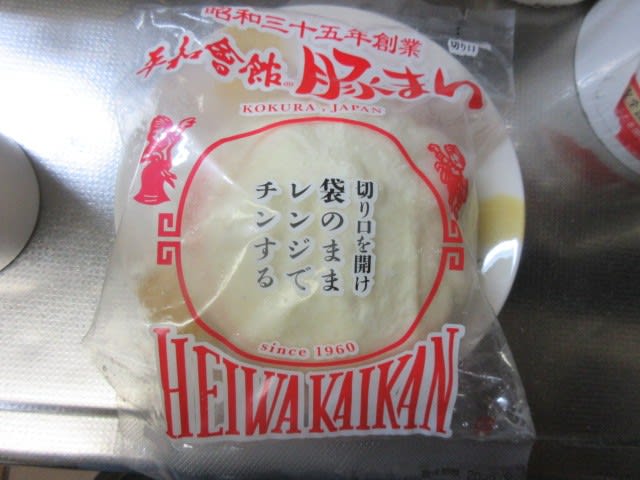 昭和三十五年創業
切り口
平和會館の豚まん
KOKURA, JAPAN
切り口を開け
袋のまま
レンジで
チンする
since 1960
HEIWA KAIKAN